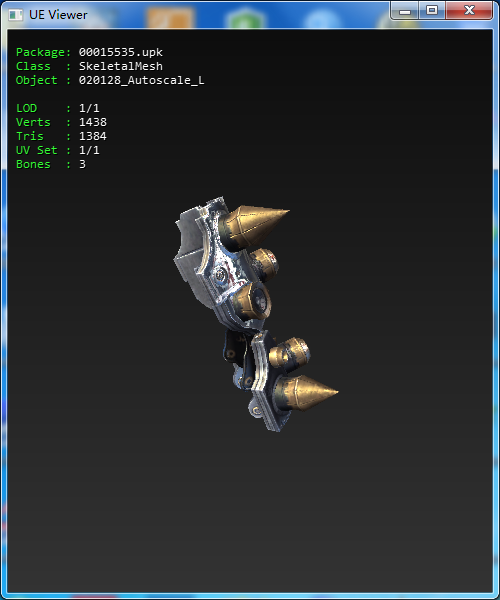 UE Viewer
Package: 00015535.upk
Class : SkeletalMesh
Object : 020128_Autoscale_L
LOD : 1/1
Verts : 1438
Tris : 1384
UV Set : 1/1
Bones : 3